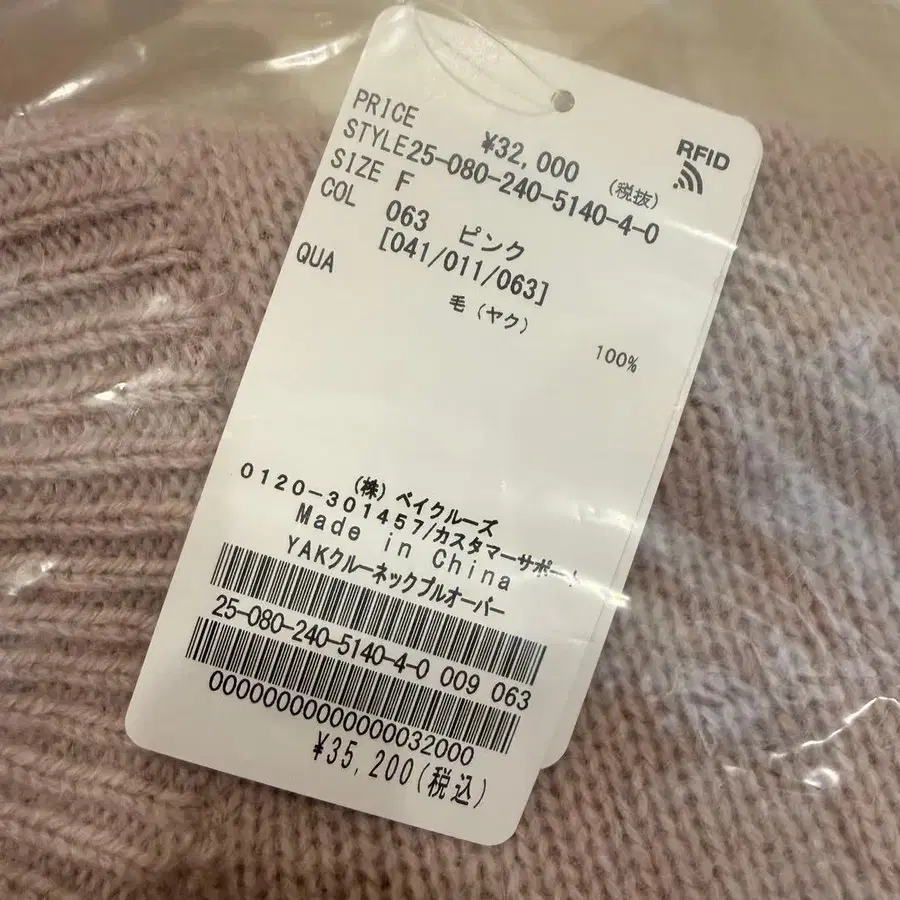 PRICE ¥32,000 (税抜)
RFID
STYLE25-080-240-5140-4-0
SIZE F
COL 063 ピンク
[041/011/063]
QUA
毛 (ヤク) 100%
(株) ベイクルーズ
0120-301457/カスタマーサポート
Made in China
YAKクルーネックプルオーバー
25-080-240-5140-4-0 009 063
0000000000000032000
¥35,200(税込)